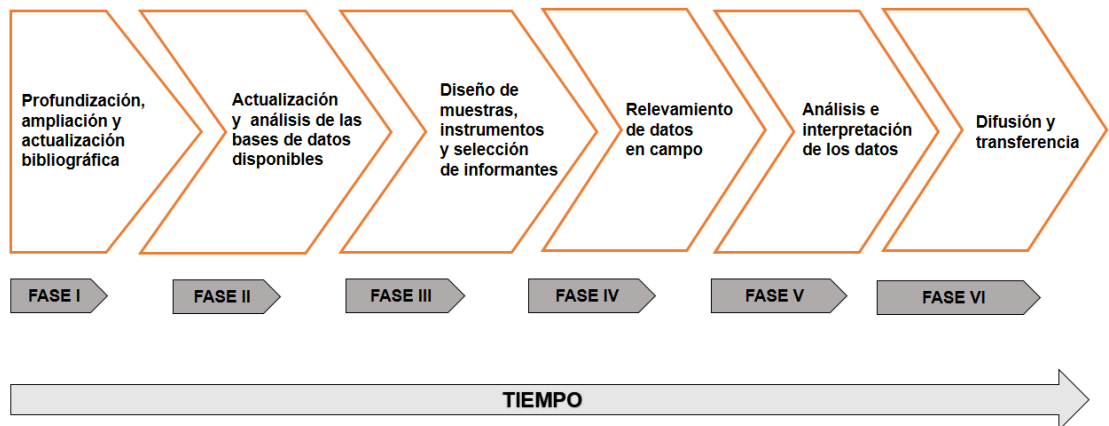 Profundización,
ampliación y
actualización
bibliográfica
Actualización
y análisis de las
bases de datos
disponibles
Diseño de
muestras,
instrumentos
y selección
de informantes
Relevamiento
de datos
en campo
Análisis e
interpretación
de los datos
Difusión y
transferencia
FASE I
FASE II
FASE III
FASE IV
FASE V
FASE VI
TIEMPO